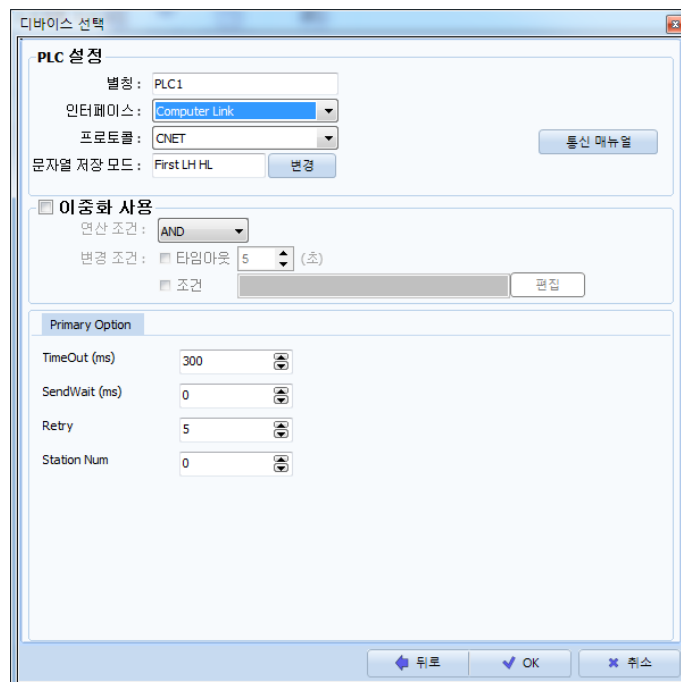 디바이스 선택
PLC 설정
별칭 : PLC1
인터페이스 : Computer Link
프로토콜 : CNET 통신 매뉴얼
문자열 저장 모드 : First LH HL 변경
이중화 사용
연산 조건 : AND
변경 조건 : 타임아웃 5 (초)
조건 편집
Primary Option
TimeOut (ms) 300
SendWait (ms) 0
Retry 5
Station Num 0
뒤로 OK 취소